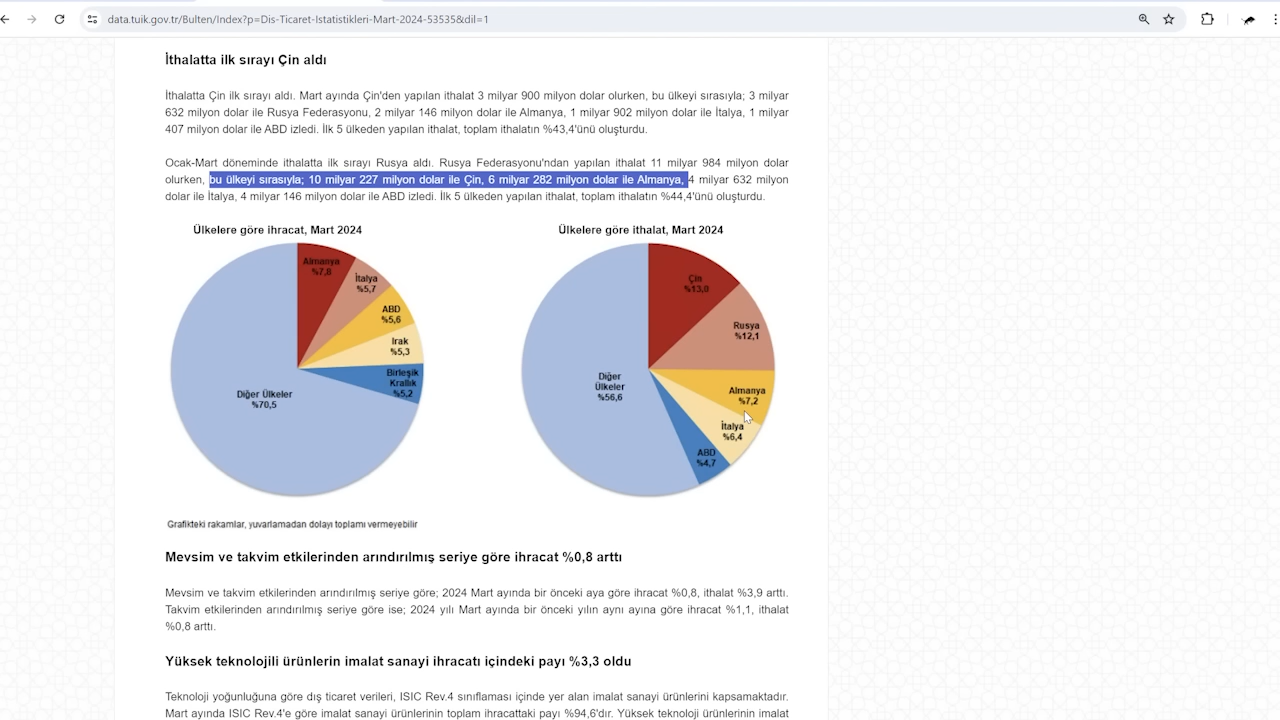 data.tuik.gov.tr/Bulten/Index?p=Dis-Ticaret-Istatistikleri-Mart-2024-53535&dil=1
İthalatta ilk sırayı Çin aldı
İthalatta Çin ilk sırayı aldı. Mart ayında Çin'den yapılan ithalat 3 milyar 900 milyon dolar olurken, bu ülkeyi sırasıyla; 3 milyar
632 milyon dolar ile Rusya Federasyonu, 2 milyar 146 milyon dolar ile Almanya, 1 milyar 902 milyon dolar ile İtalya, 1 milyar
407 milyon dolar ile ABD izledi. İlk 5 ülkeden yapılan ithalat, toplam ithalatın %43,4'ünü oluşturdu.
Ocak-Mart döneminde ithalatta ilk sırayı Rusya aldı. Rusya Federasyonu'ndan yapılan ithalat 11 milyar 984 milyon dolar
olurken, bu ülkeyi sırasıyla; 10 milyar 227 milyon dolar ile Çin, 6 milyar 282 milyon dolar ile Almanya, 4 milyar 632 milyon
dolar ile İtalya, 4 milyar 146 milyon dolar ile ABD izledi. İlk 5 ülkeden yapılan ithalat, toplam ithalatın %44,4'ünü oluşturdu.
Ülkelere göre ihracat, Mart 2024
Almanya
%7,8
İtalya
%5,7
ABD
%5,6
Irak
%5,3
Birleşik
Krallık
%5,2
Diğer Ülkeler
%70,5
Ülkelere göre ithalat, Mart 2024
Çin
%13,0
Rusya
%12,1
Almanya
%7,2
İtalya
%6,4
ABD
%4,7
Diğer
Ülkeler
%56,6
Grafikteki rakamlar, yuvarlamadan dolayı toplamı vermeyebilir
Mevsim ve takvim etkilerinden arındırılmış seriye göre ihracat %0,8 arttı
Mevsim ve takvim etkilerinden arındırılmış seriye göre; 2024 Mart ayında bir önceki aya göre ihracat %0,8, ithalat %3,9 arttı.
Takvim etkilerinden arındırılmış seriye göre ise; 2024 yılı Mart ayında bir önceki yılın aynı ayına göre ihracat %1,1, ithalat
%0,8 arttı.
Yüksek teknolojili ürünlerin imalat sanayi ihracatı içindeki payı %3,3 oldu
Teknoloji yoğunluğuna göre dış ticaret verileri, ISIC Rev.4 sınıflaması içinde yer alan imalat sanayi ürünlerini kapsamaktadır.
Mart ayında ISIC Rev.4'e göre imalat sanayi ürünlerinin toplam ihracattaki payı %94,6'dır. Yüksek teknoloji ürünlerinin imalat